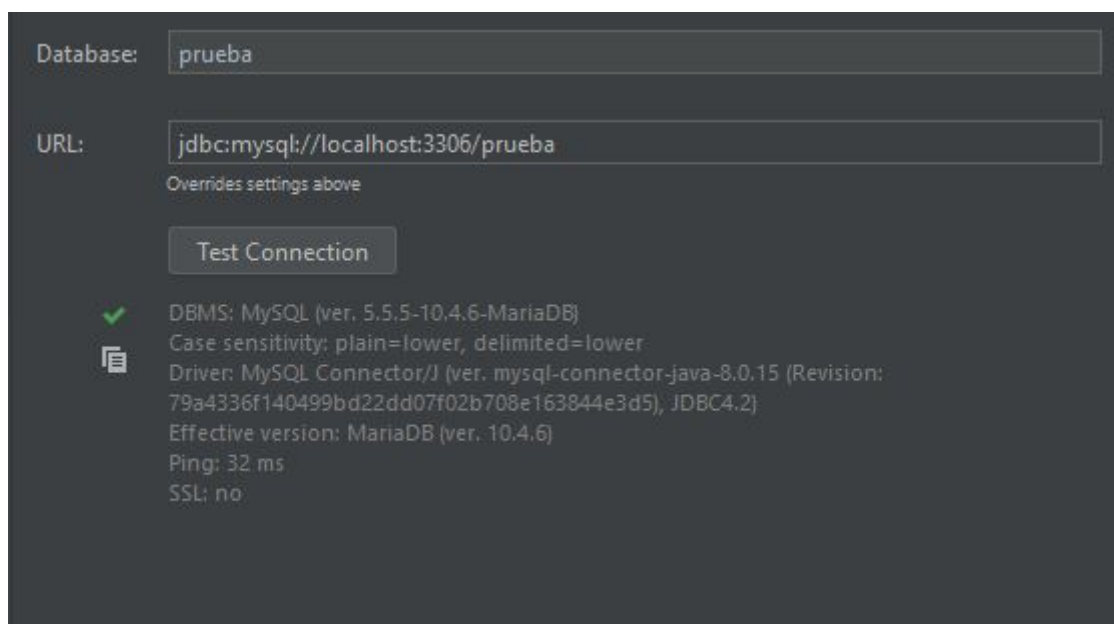 Database: prueba
URL: jdbc:mysql://localhost:3306/prueba
Overrides settings above
Test Connection
DBMS: MySQL (ver. 5.5.5-10.4.6-MariaDB)
Case sensitivity: plain=lower, delimited=lower
Driver: MySQL Connector/J (ver. mysql-connector-java-8.0.15 (Revision:
79a4336f140499bd22dd07f02b708e163844e3d5), JDBC4.2)
Effective version: MariaDB (ver. 10.4.6)
Ping: 32 ms
SSL: no